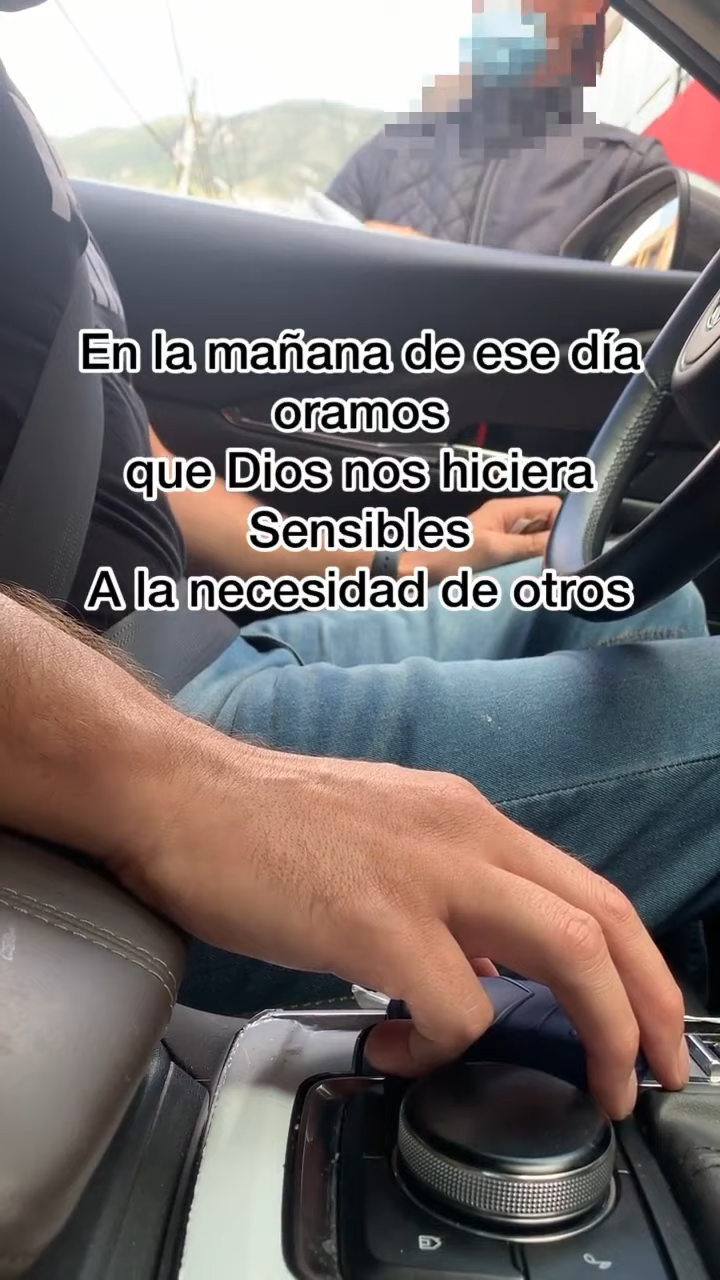 En la mañana de ese día
oramos
que Dios nos hiciera
Sensibles
A la necesidad de otros